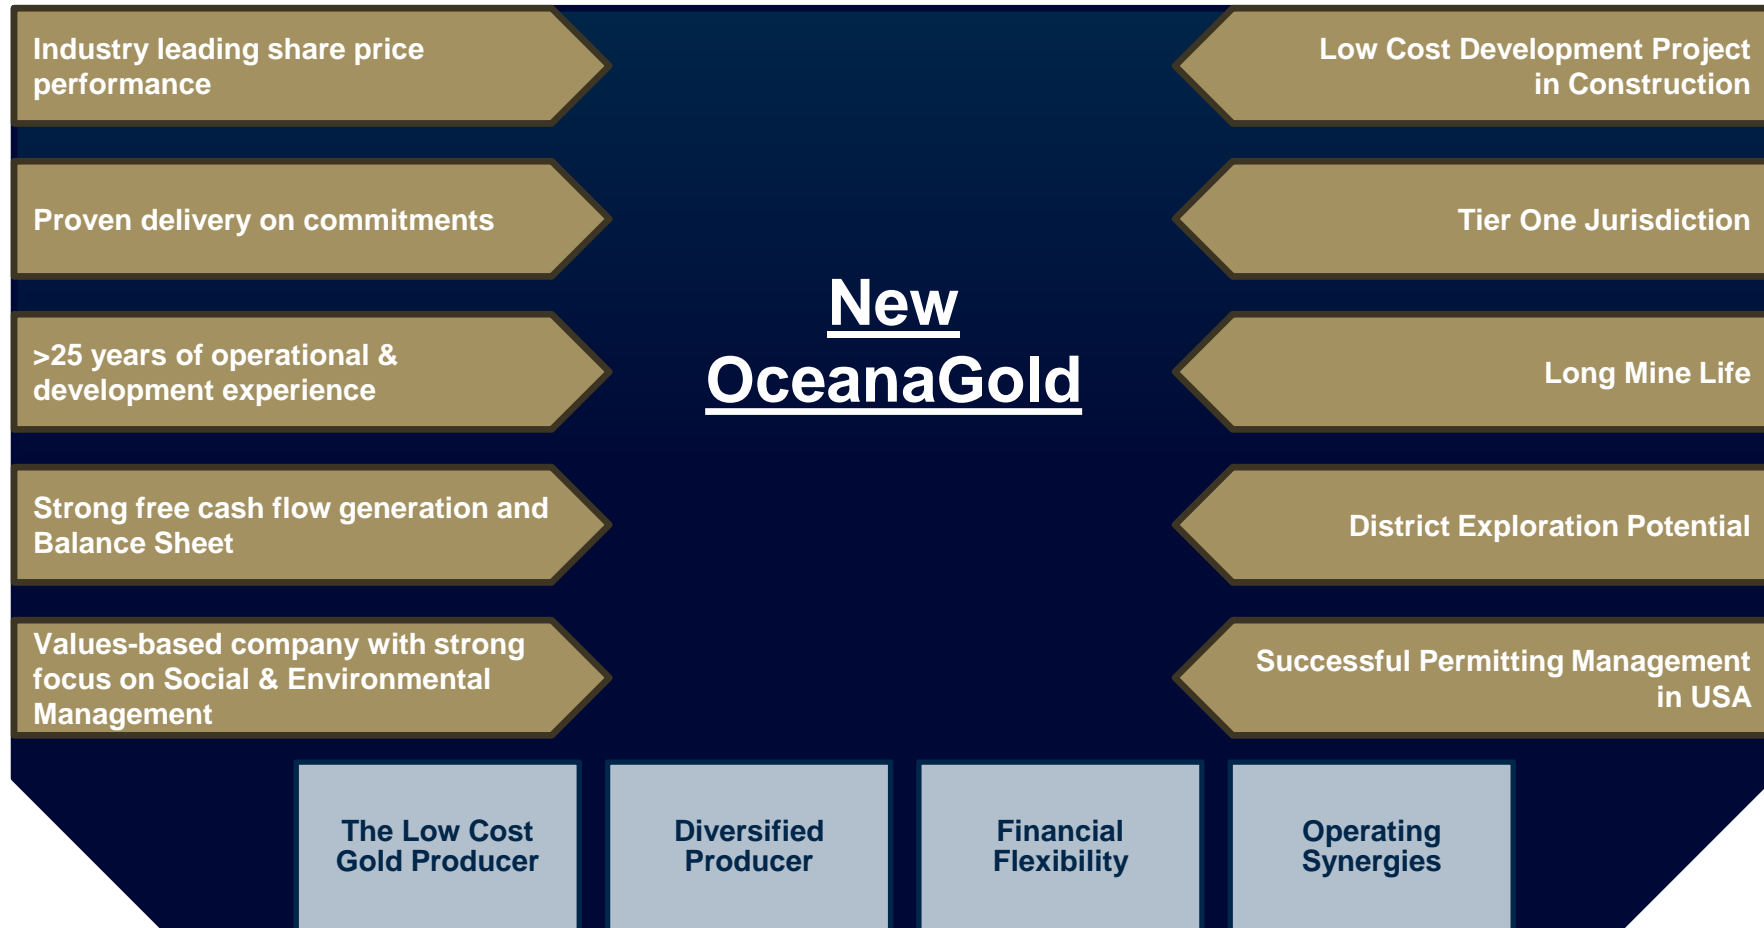 Industry leading share price
performance
Proven delivery on commitments
>25 years of operational &
development experience
Strong free cash flow generation and
Balance Sheet
Values-based company with strong
focus on Social & Environmental
Management
New
OceanaGold
Low Cost Development Project
in Construction
Tier One Jurisdiction
Long Mine Life
District Exploration Potential
Successful Permitting Management
in USA
The Low Cost
Gold Producer
Diversified
Producer
Financial
Flexibility
Operating
Synergies